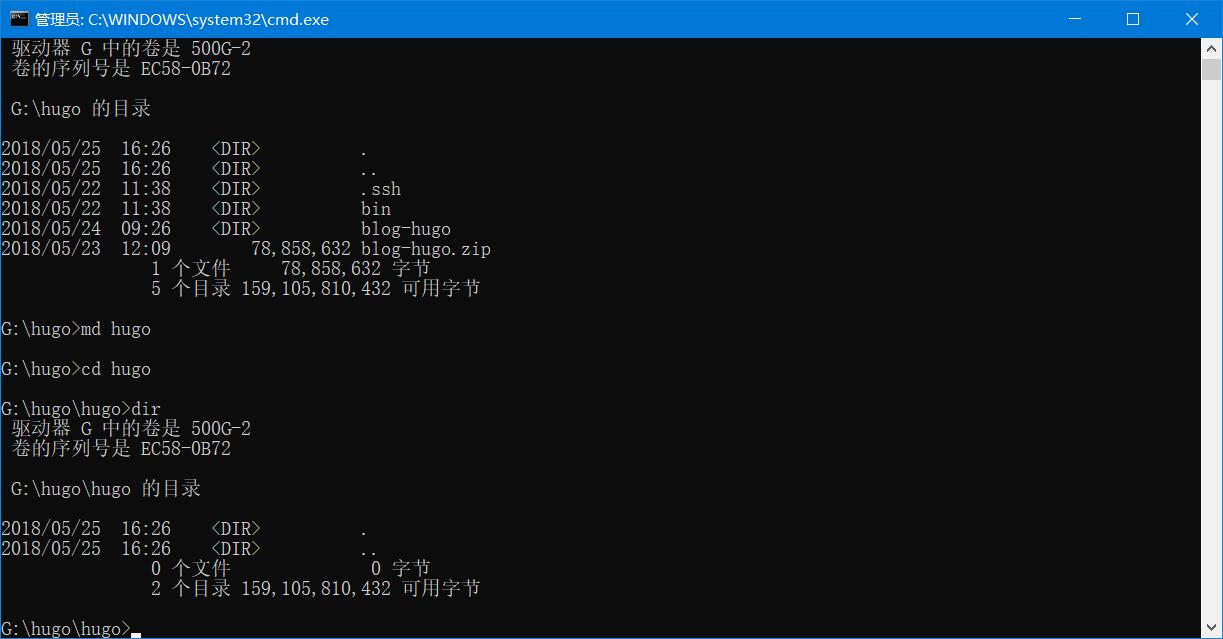 管理员: C:\WINDOWS\system32\cmd.exe
驱动器 G 中的卷是 500G-2
卷的序列号是 EC58-0B72
G:\hugo 的目录
2018/05/25  16:26    <DIR>          .
2018/05/25  16:26    <DIR>          ..
2018/05/22  11:38    <DIR>          .ssh
2018/05/22  11:38    <DIR>          bin
2018/05/24  09:26    <DIR>          blog-hugo
2018/05/23  12:09        78,858,632 blog-hugo.zip
1 个文件     78,858,632 字节
5 个目录 159,105,810,432 可用字节
G:\hugo>md hugo
G:\hugo>cd hugo
G:\hugo\hugo>dir
驱动器 G 中的卷是 500G-2
卷的序列号是 EC58-0B72
G:\hugo\hugo 的目录
2018/05/25  16:26    <DIR>          .
2018/05/25  16:26    <DIR>          ..
0 个文件              0 字节
2 个目录 159,105,810,432 可用字节
G:\hugo\hugo>